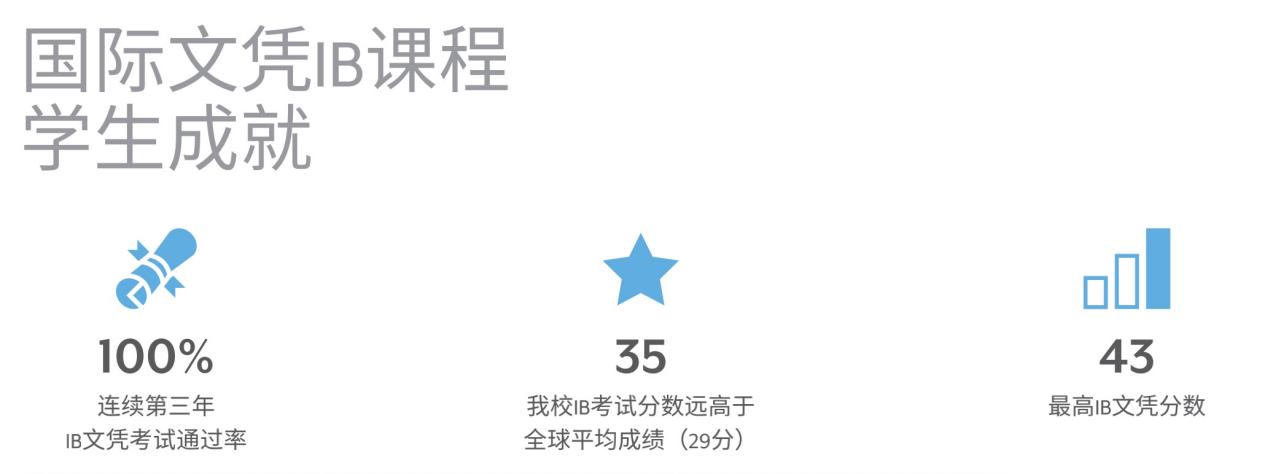 国际文凭IB课程
学生成就
100%
连续第三年
IB文凭考试通过率
35
我校IB考试分数远高于
全球平均成绩（29分）
43
最高IB文凭分数